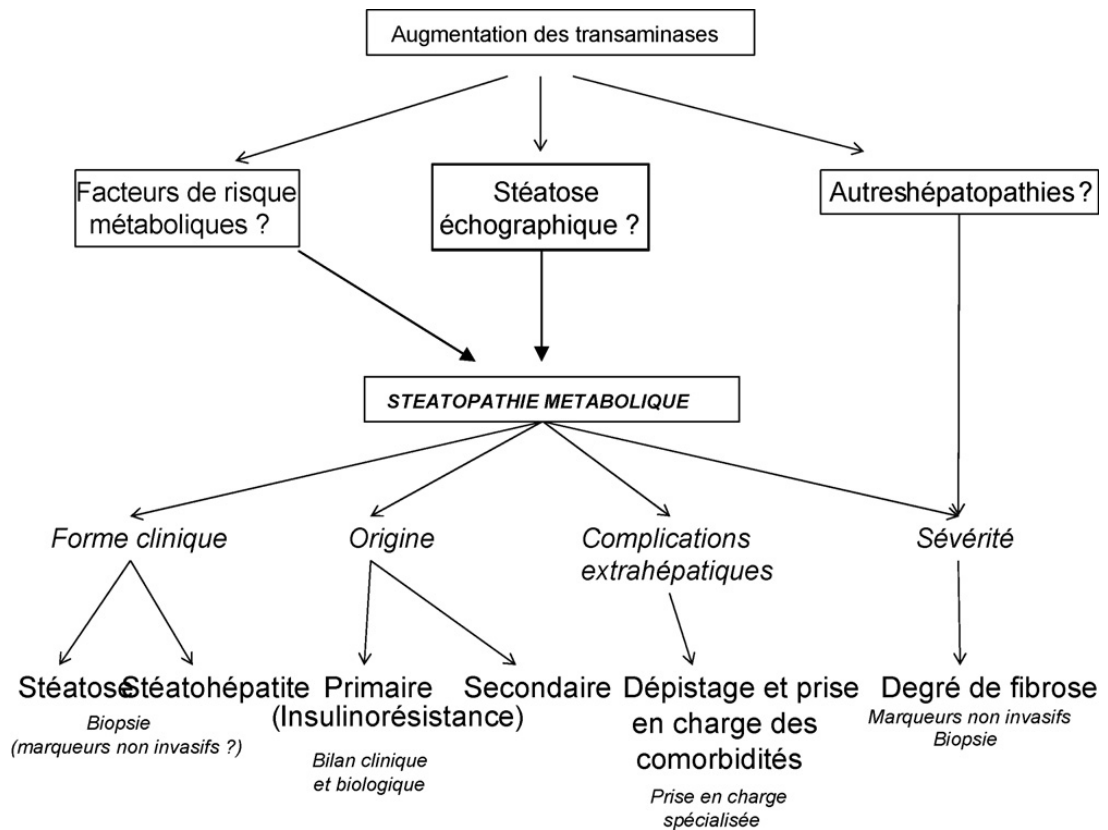 Augmentation des transaminases
Facteurs de risque
métaboliques ?
Stéatose
échographique ?
Autreshépatopathies ?
STEATOPATHIE METABOLIQUE
Forme clinique
Origine
Complications
extrahépatiques
Sévérité
Stéatose
Stéatohépatite
Biopsie
(marqueurs non invasifs ?)
Primaire
(Insulinorésistance)
Bilan clinique
et biologique
Secondaire
Dépistage et prise
en charge des
comorbidités
Prise en charge
spécialisée
Degré de fibrose
Marqueurs non invasifs
Biopsie